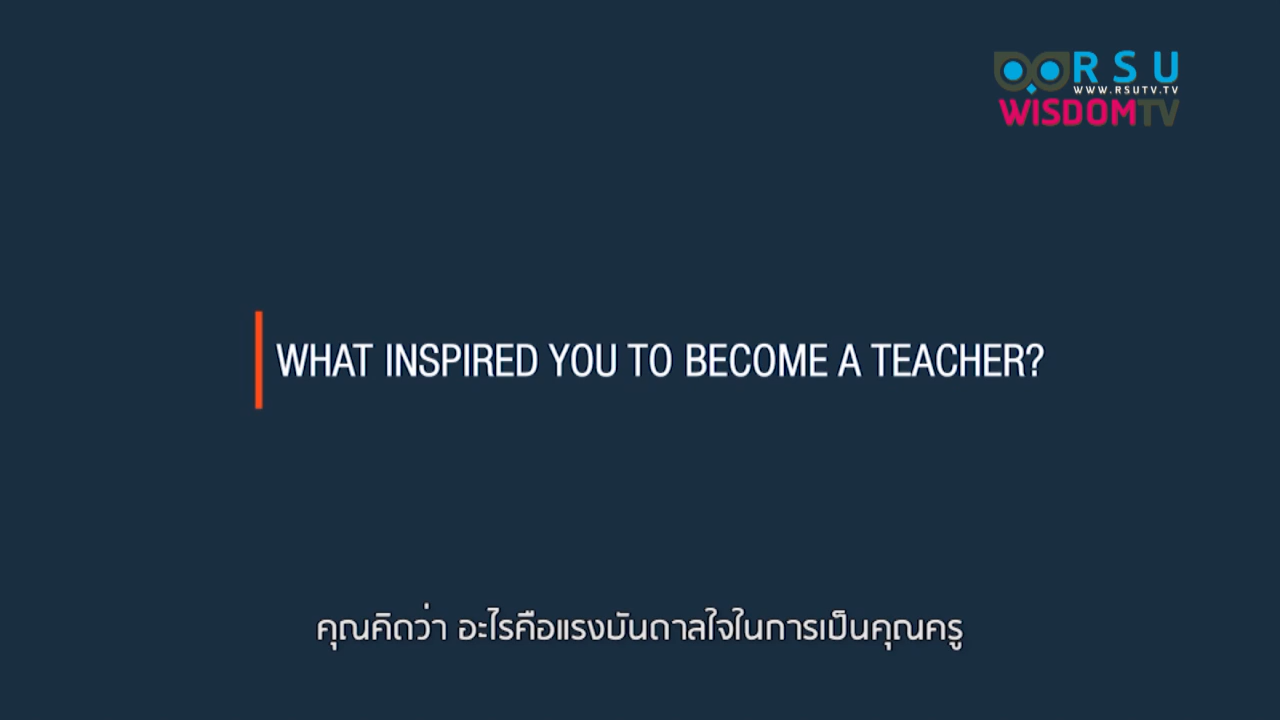 RSU
WWW.RSUTV.TV
WISDOMTV
WHAT INSPIRED YOU TO BECOME A TEACHER?
คุณคิดว่า อะไรคือแรงบันดาลใจในการเป็นคุณครู